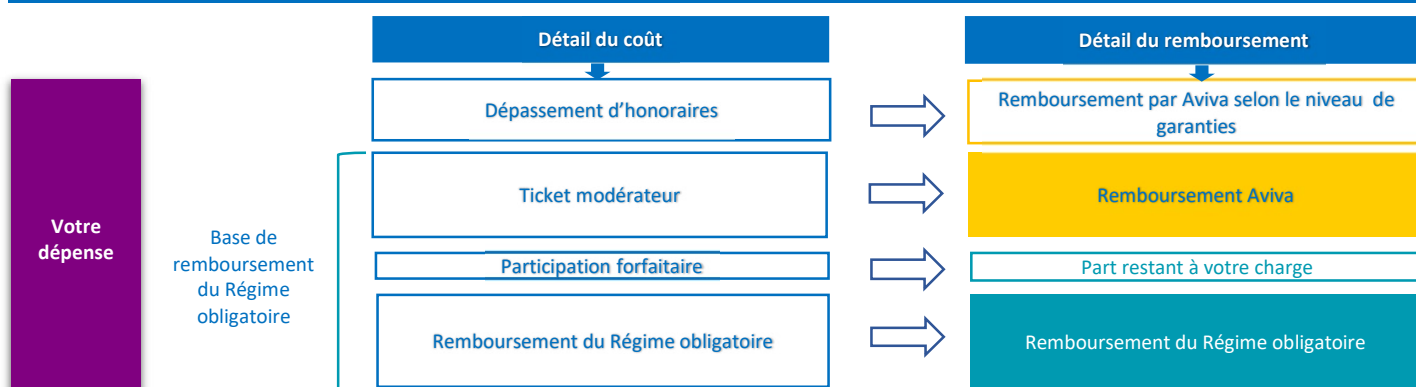 Détail du coût
Détail du remboursement
Dépassement d'honoraires
Remboursement par Aviva selon le niveau de
garanties
Votre
dépense
Base de
remboursement
du Régime
obligatoire
Ticket modérateur
Remboursement Aviva
Participation forfaitaire
Part restant à votre charge
Remboursement du Régime obligatoire
Remboursement du Régime obligatoire